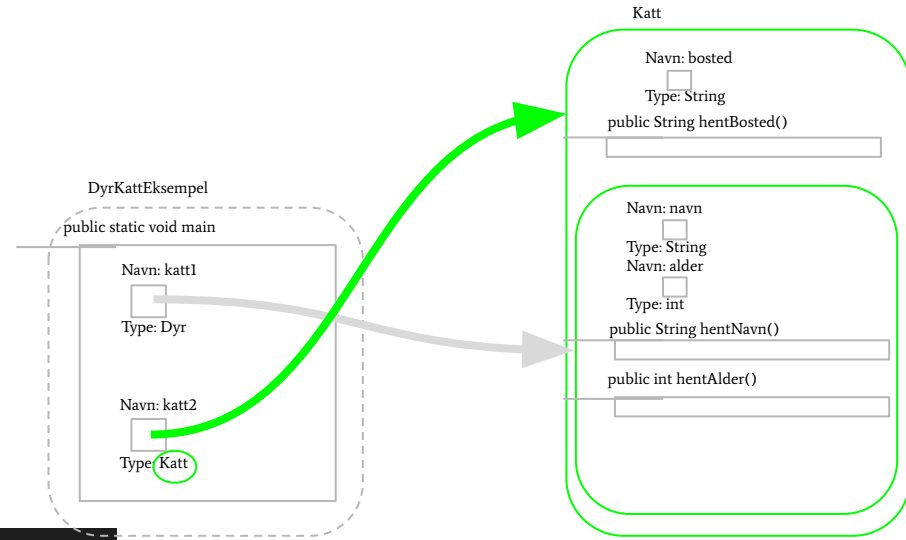 Katt
Navn: bosted
Type: String
public String hentBosted()
Navn: navn
Type: String
Navn: alder
Type: int
public String hentNavn()
public int hentAlder()
DyrKattEksempel
public static void main
Navn: katt1
Type: Dyr
Navn: katt2
Type: Katt